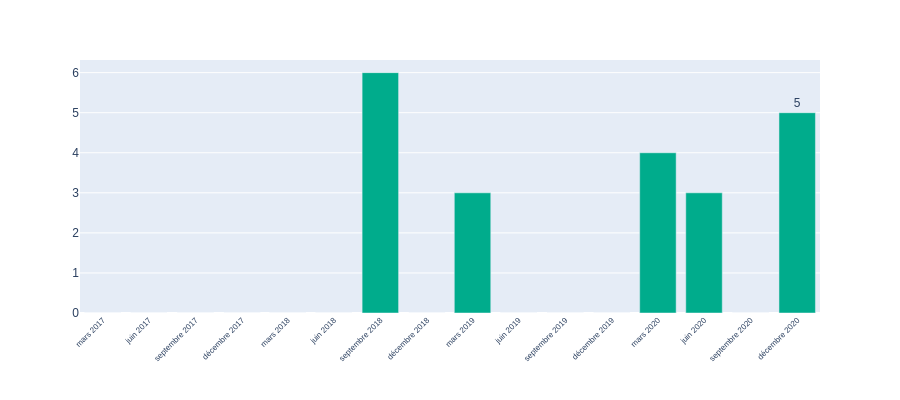 6
5
5
4
3
2
1
0
mars 2017
juin 2017
septembre 2017
décembre 2017
mars 2018
juin 2018
septembre 2018
décembre 2018
mars 2019
juin 2019
septembre 2019
décembre 2019
mars 2020
juin 2020
septembre 2020
décembre 2020